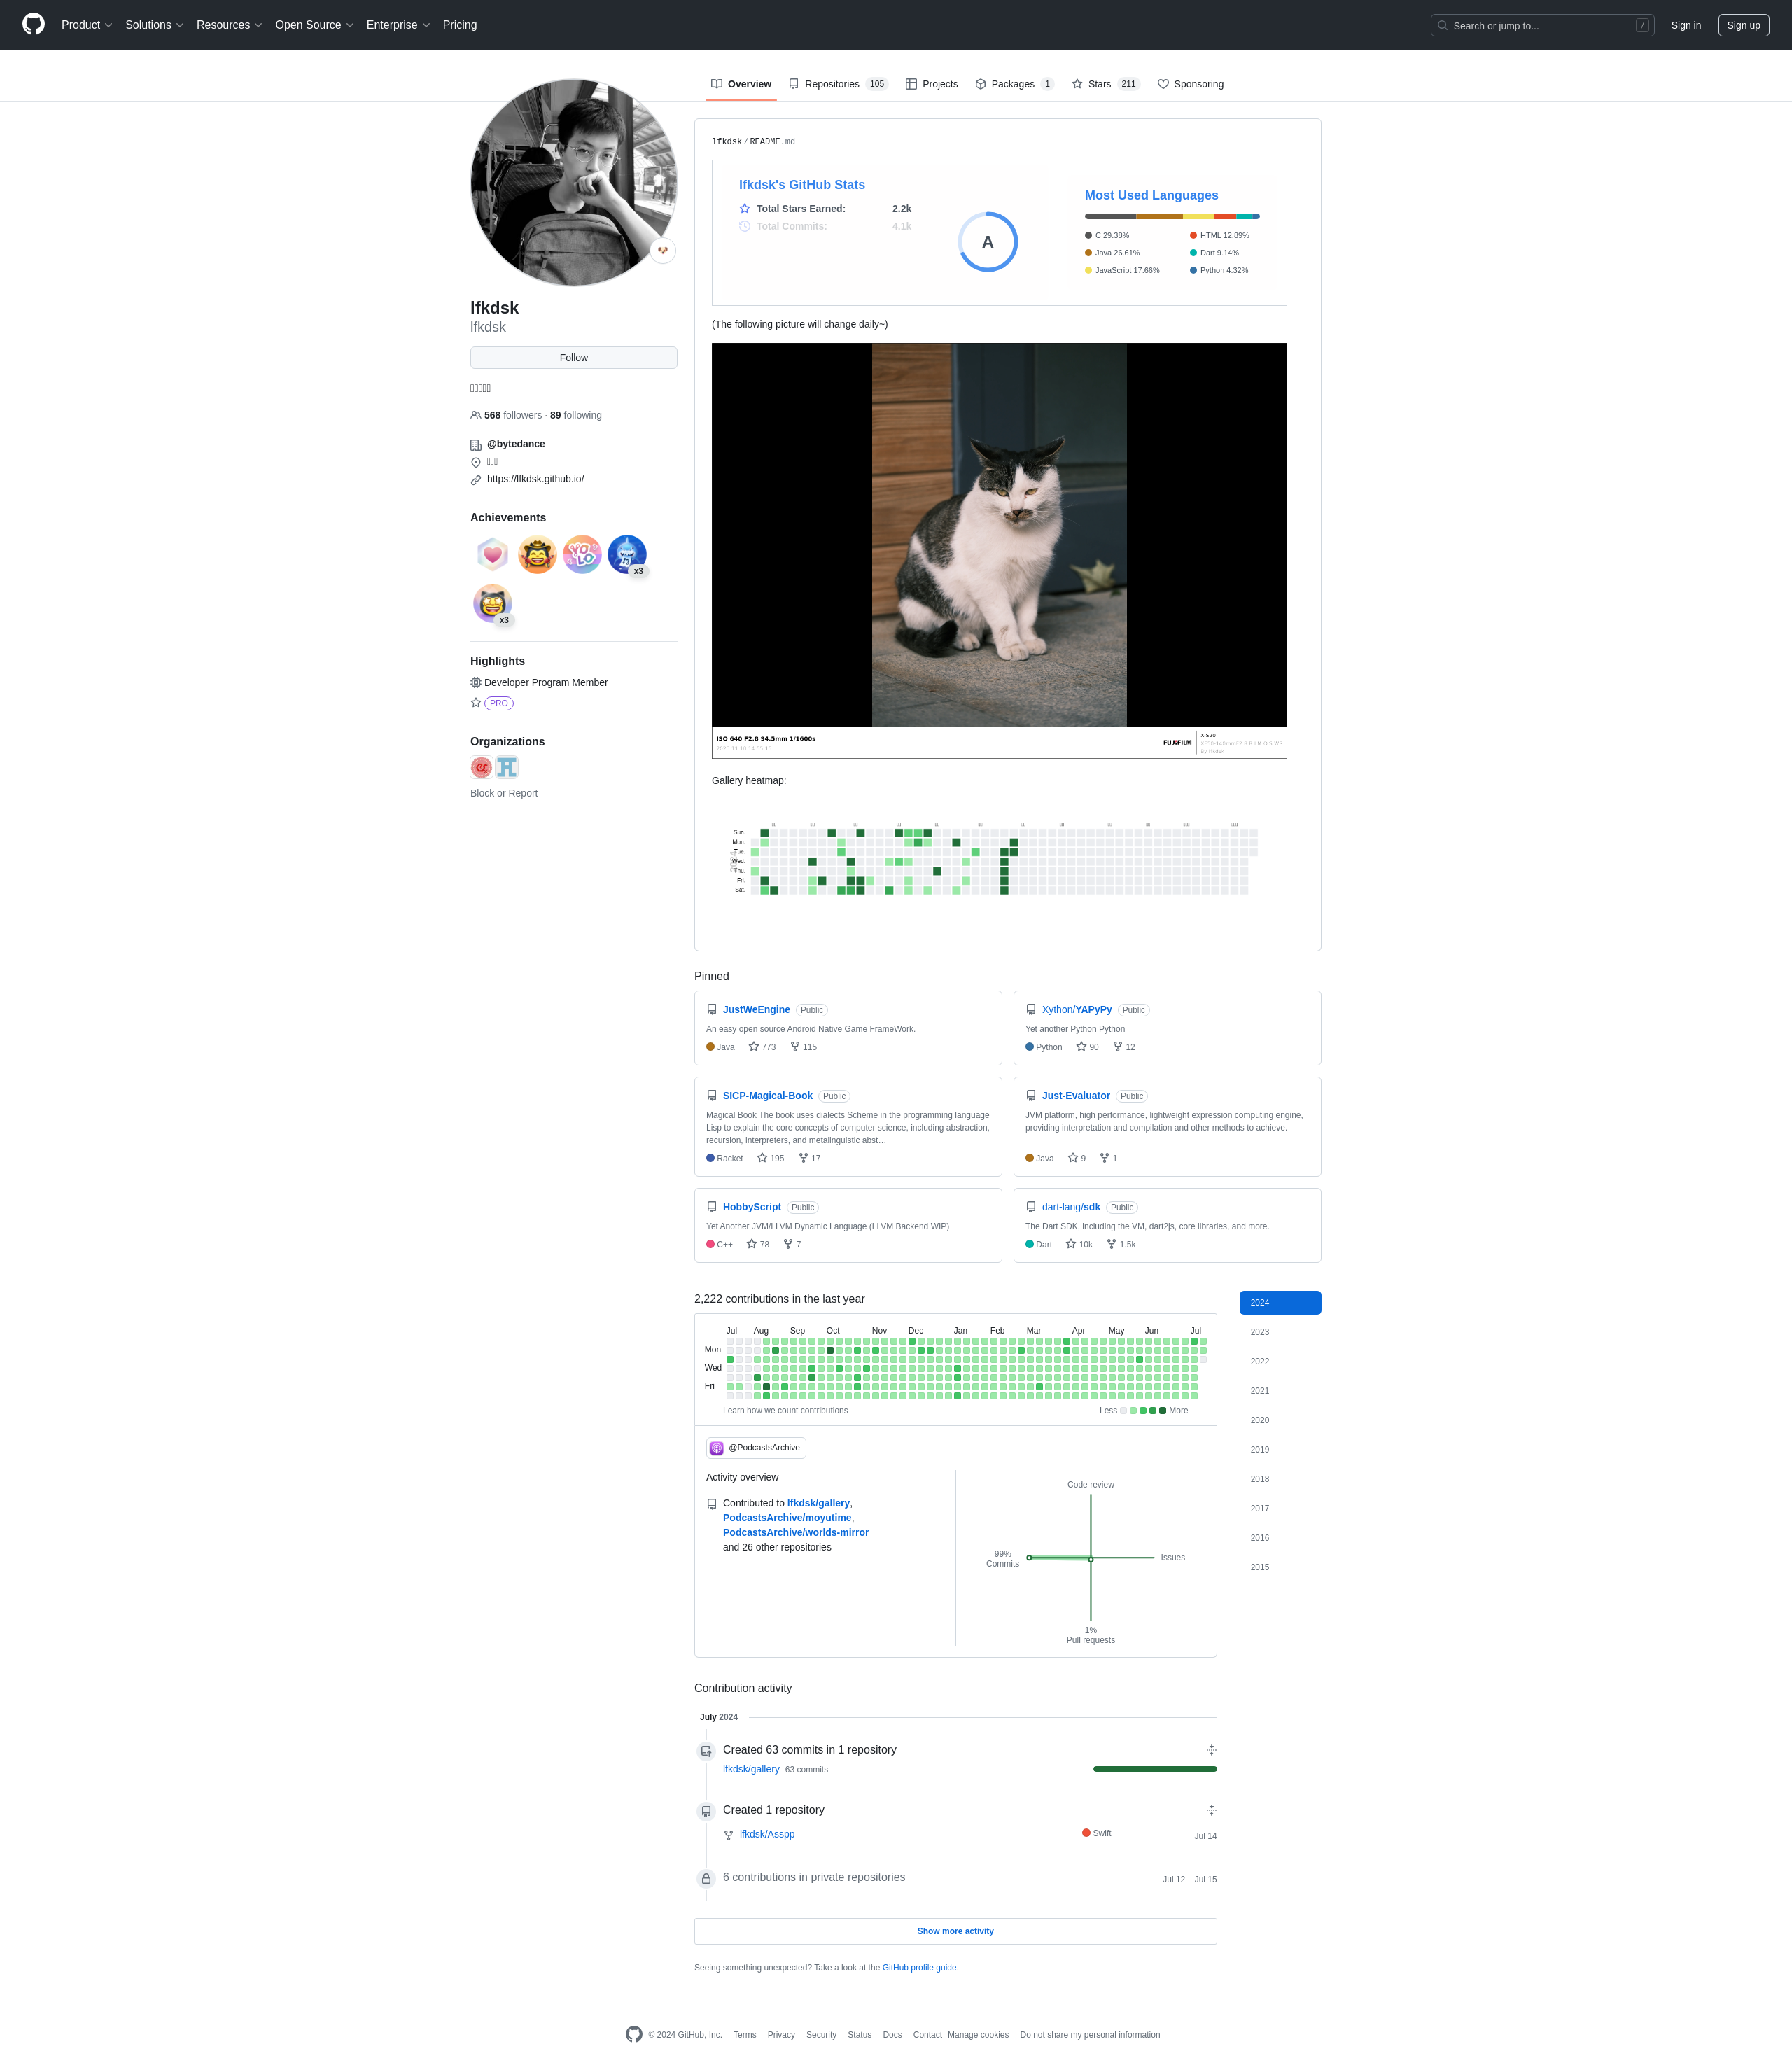 Product Solutions Resources Open Source Enterprise Pricing
Search or jump to... /
Sign in
Sign up
Overview
Repositories 105
Projects
Packages 1
Stars 211
Sponsoring
lfkdsk
lfkdsk
Follow
568 followers · 89 following
@bytedance
https://lfkdsk.github.io/
Achievements
YOLO
x3
x3
Highlights
Developer Program Member
PRO
Organizations
Block or Report
lfkdsk/README.md
lfkdsk's GitHub Stats
Total Stars Earned: 2.2k
Total Commits: 4.1k
A
Most Used Languages
C 29.38%
Java 26.61%
JavaScript 17.66%
HTML 12.89%
Dart 9.14%
Python 4.32%
(The following picture will change daily~)
ISO 640 F2.8 94.5mm 1/1600s
FUJIFILM
X-S20
Gallery heatmap:
Sun.
Mon.
Tue.
Wed.
Thu.
Fri.
Sat.
Pinned
JustWeEngine Public
An easy open source Android Native Game FrameWork.
Java 773 115
Xython/YAPyPy Public
Yet another Python Python
Python 90 12
SICP-Magical-Book Public
Magical Book The book uses dialects Scheme in the programming language
Lisp to explain the core concepts of computer science, including abstraction,
recursion, interpreters, and metalinguistic abst…
Racket 195 17
Just-Evaluator Public
JVM platform, high performance, lightweight expression computing engine,
providing interpretation and compilation and other methods to achieve.
Java 9 1
HobbyScript Public
Yet Another JVM/LLVM Dynamic Language (LLVM Backend WIP)
C++ 78 7
dart-lang/sdk Public
The Dart SDK, including the VM, dart2js, core libraries, and more.
Dart 10k 1.5k
2,222 contributions in the last year
Jul Aug Sep Oct Nov Dec Jan Feb Mar Apr May Jun Jul
Mon
Wed
Fri
Learn how we count contributions
Less More
@PodcastsArchive
Activity overview
Contributed to lfkdsk/gallery,
PodcastsArchive/moyutime,
PodcastsArchive/worlds-mirror
and 26 other repositories
Code review
99%
Commits
Issues
1%
Pull requests
2024
2023
2022
2021
2020
2019
2018
2017
2016
2015
Contribution activity
July 2024
Created 63 commits in 1 repository
lfkdsk/gallery 63 commits
Created 1 repository
lfkdsk/Asspp
Swift
Jul 14
6 contributions in private repositories
Jul 12 – Jul 15
Show more activity
Seeing something unexpected? Take a look at the GitHub profile guide.
© 2024 GitHub, Inc. Terms Privacy Security Status Docs Contact Manage cookies Do not share my personal information